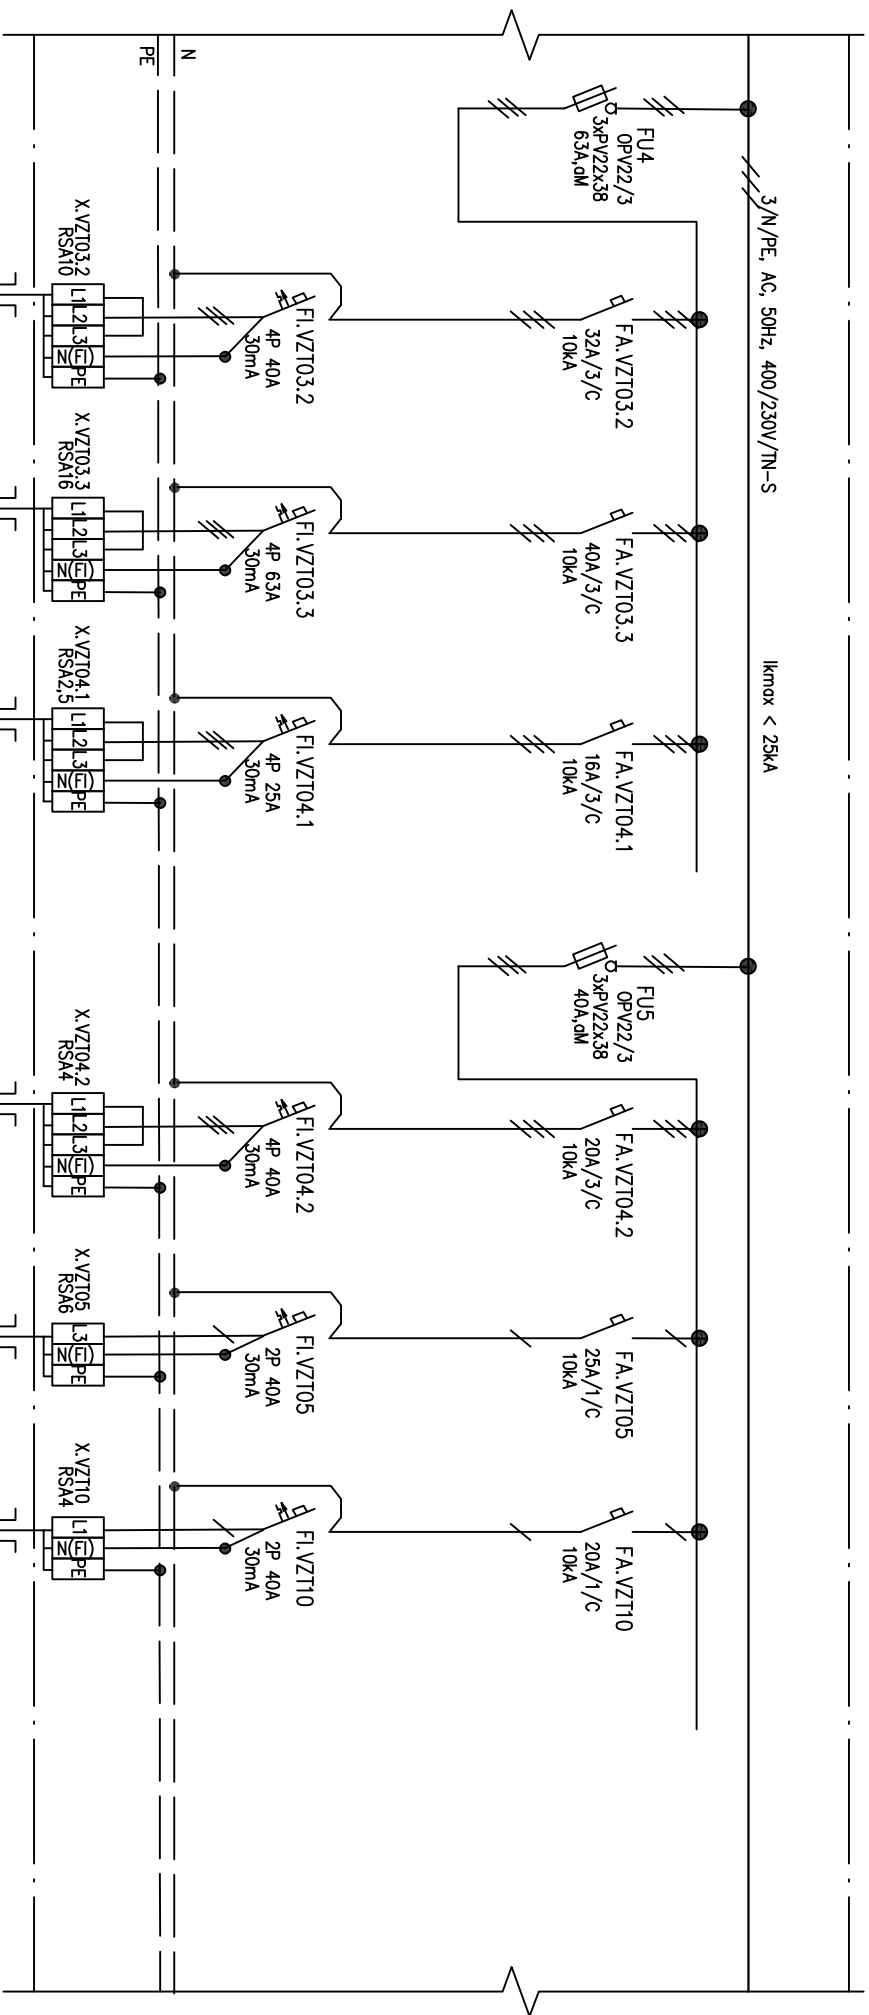 3/N/PE, AC, 50Hz, 400/230V/TN-S
Ikmax < 25kA
FU4
OPV22/3
3xPV22x38
63A,aM
FA.VZT03.2
32A/3/C
10kA
FA.VZT03.3
40A/3/C
10kA
FA.VZT04.1
16A/3/C
10kA
FU5
OPV22/3
3xPV22x38
40A,aM
FA.VZT04.2
20A/3/C
10kA
FA.VZT05
25A/1/C
10kA
FA.VZT10
20A/1/C
10kA
FI.VZT03.2
4P 40A
30mA
FI.VZT03.3
4P 63A
30mA
FI.VZT04.1
4P 25A
30mA
FI.VZT04.2
4P 40A
30mA
FI.VZT05
2P 40A
30mA
FI.VZT10
2P 40A
30mA
N
PE
X.VZT03.2
RSA10
L1 L2 L3 N(FI) PE
X.VZT03.3
RSA16
L1 L2 L3 N(FI) PE
X.VZT04.1
RSA2,5
L1 L2 L3 N(FI) PE
X.VZT04.2
RSA4
L1 L2 L3 N(FI) PE
X.VZT05
RSA6
L3 N(FI) PE
X.VZT10
RSA4
L1 N(FI) PE